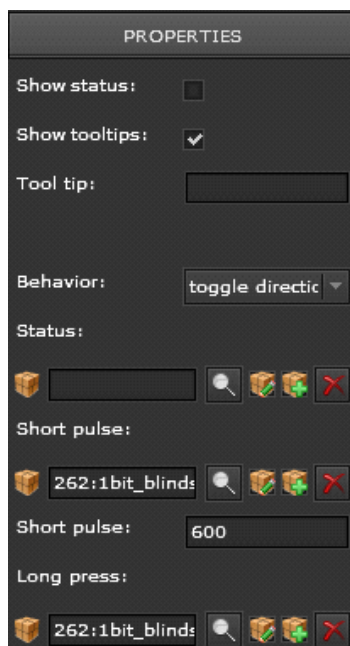 PROPERTIES
Show status:
Show tooltips:
Tool tip:
Behavior: toggle directic
Status:
Short pulse:
262:1bit_blinds
Short pulse: 600
Long press:
262:1bit_blinds